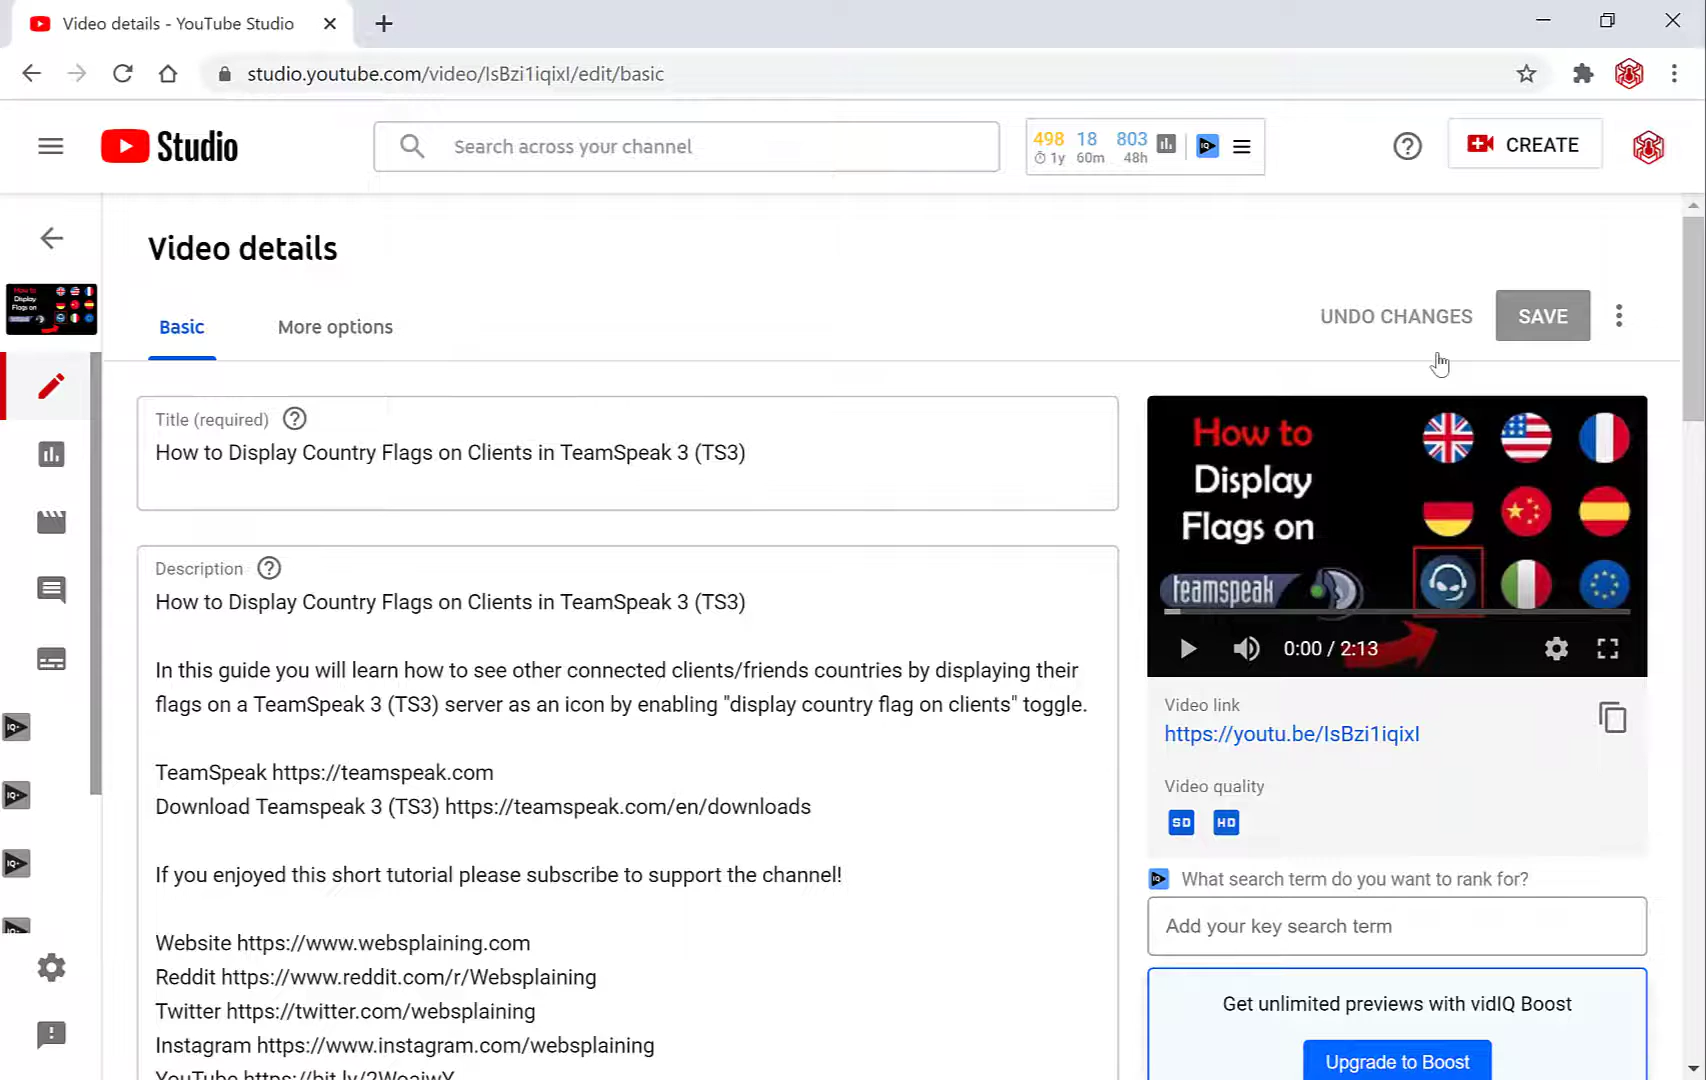 Video details - YouTube Studio
studio.youtube.com/video/IsBzi1iqixI/edit/basic
Studio
Search across your channel
498 18 803
1y 60m 48h
CREATE
Video details
Basic
More options
UNDO CHANGES
SAVE
Title (required)
How to Display Country Flags on Clients in TeamSpeak 3 (TS3)
Description
How to Display Country Flags on Clients in TeamSpeak 3 (TS3)
In this guide you will learn how to see other connected clients/friends countries by displaying their
flags on a TeamSpeak 3 (TS3) server as an icon by enabling "display country flag on clients" toggle.
TeamSpeak https://teamspeak.com
Download Teamspeak 3 (TS3) https://teamspeak.com/en/downloads
If you enjoyed this short tutorial please subscribe to support the channel!
Website https://www.websplaining.com
Reddit https://www.reddit.com/r/Websplaining
Twitter https://twitter.com/websplaining
Instagram https://www.instagram.com/websplaining
How to
Display
Flags on
teamspeak
0:00 / 2:13
Video link
https://youtu.be/IsBzi1iqixI
Video quality
SD HD
What search term do you want to rank for?
Add your key search term
Get unlimited previews with vidIQ Boost
Upgrade to Boost